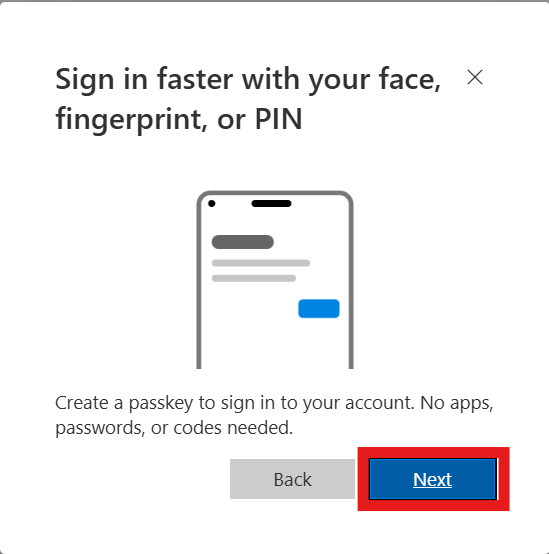 Sign in faster with your face,
fingerprint, or PIN
Create a passkey to sign in to your account. No apps,
passwords, or codes needed.
Back
Next